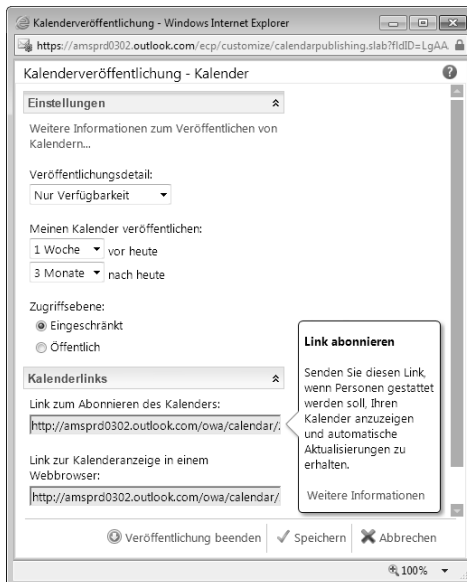 Kalenderveröffentlichung - Windows Internet Explorer
https://amsprd0302.outlook.com/ecp/customize/calendarpublishing.slab?fldID=LgAA
Kalenderveröffentlichung - Kalender
Einstellungen
Weitere Informationen zum Veröffentlichen von
Kalendern...
Veröffentlichungsdetail:
Nur Verfügbarkeit
Meinen Kalender veröffentlichen:
1 Woche vor heute
3 Monate nach heute
Zugriffsebene:
Eingeschränkt
Öffentlich
Kalenderlinks
Link zum Abonnieren des Kalenders:
http://amsprd0302.outlook.com/owa/calendar/
Link zur Kalenderanzeige in einem
Webbrowser:
http://amsprd0302.outlook.com/owa/calendar/
Link abonnieren
Senden Sie diesen Link,
wenn Personen gestattet
werden soll, Ihren
Kalender anzuzeigen
und automatische
Aktualisierungen zu
erhalten.
Weitere Informationen
Veröffentlichung beenden Speichern Abbrechen
100%